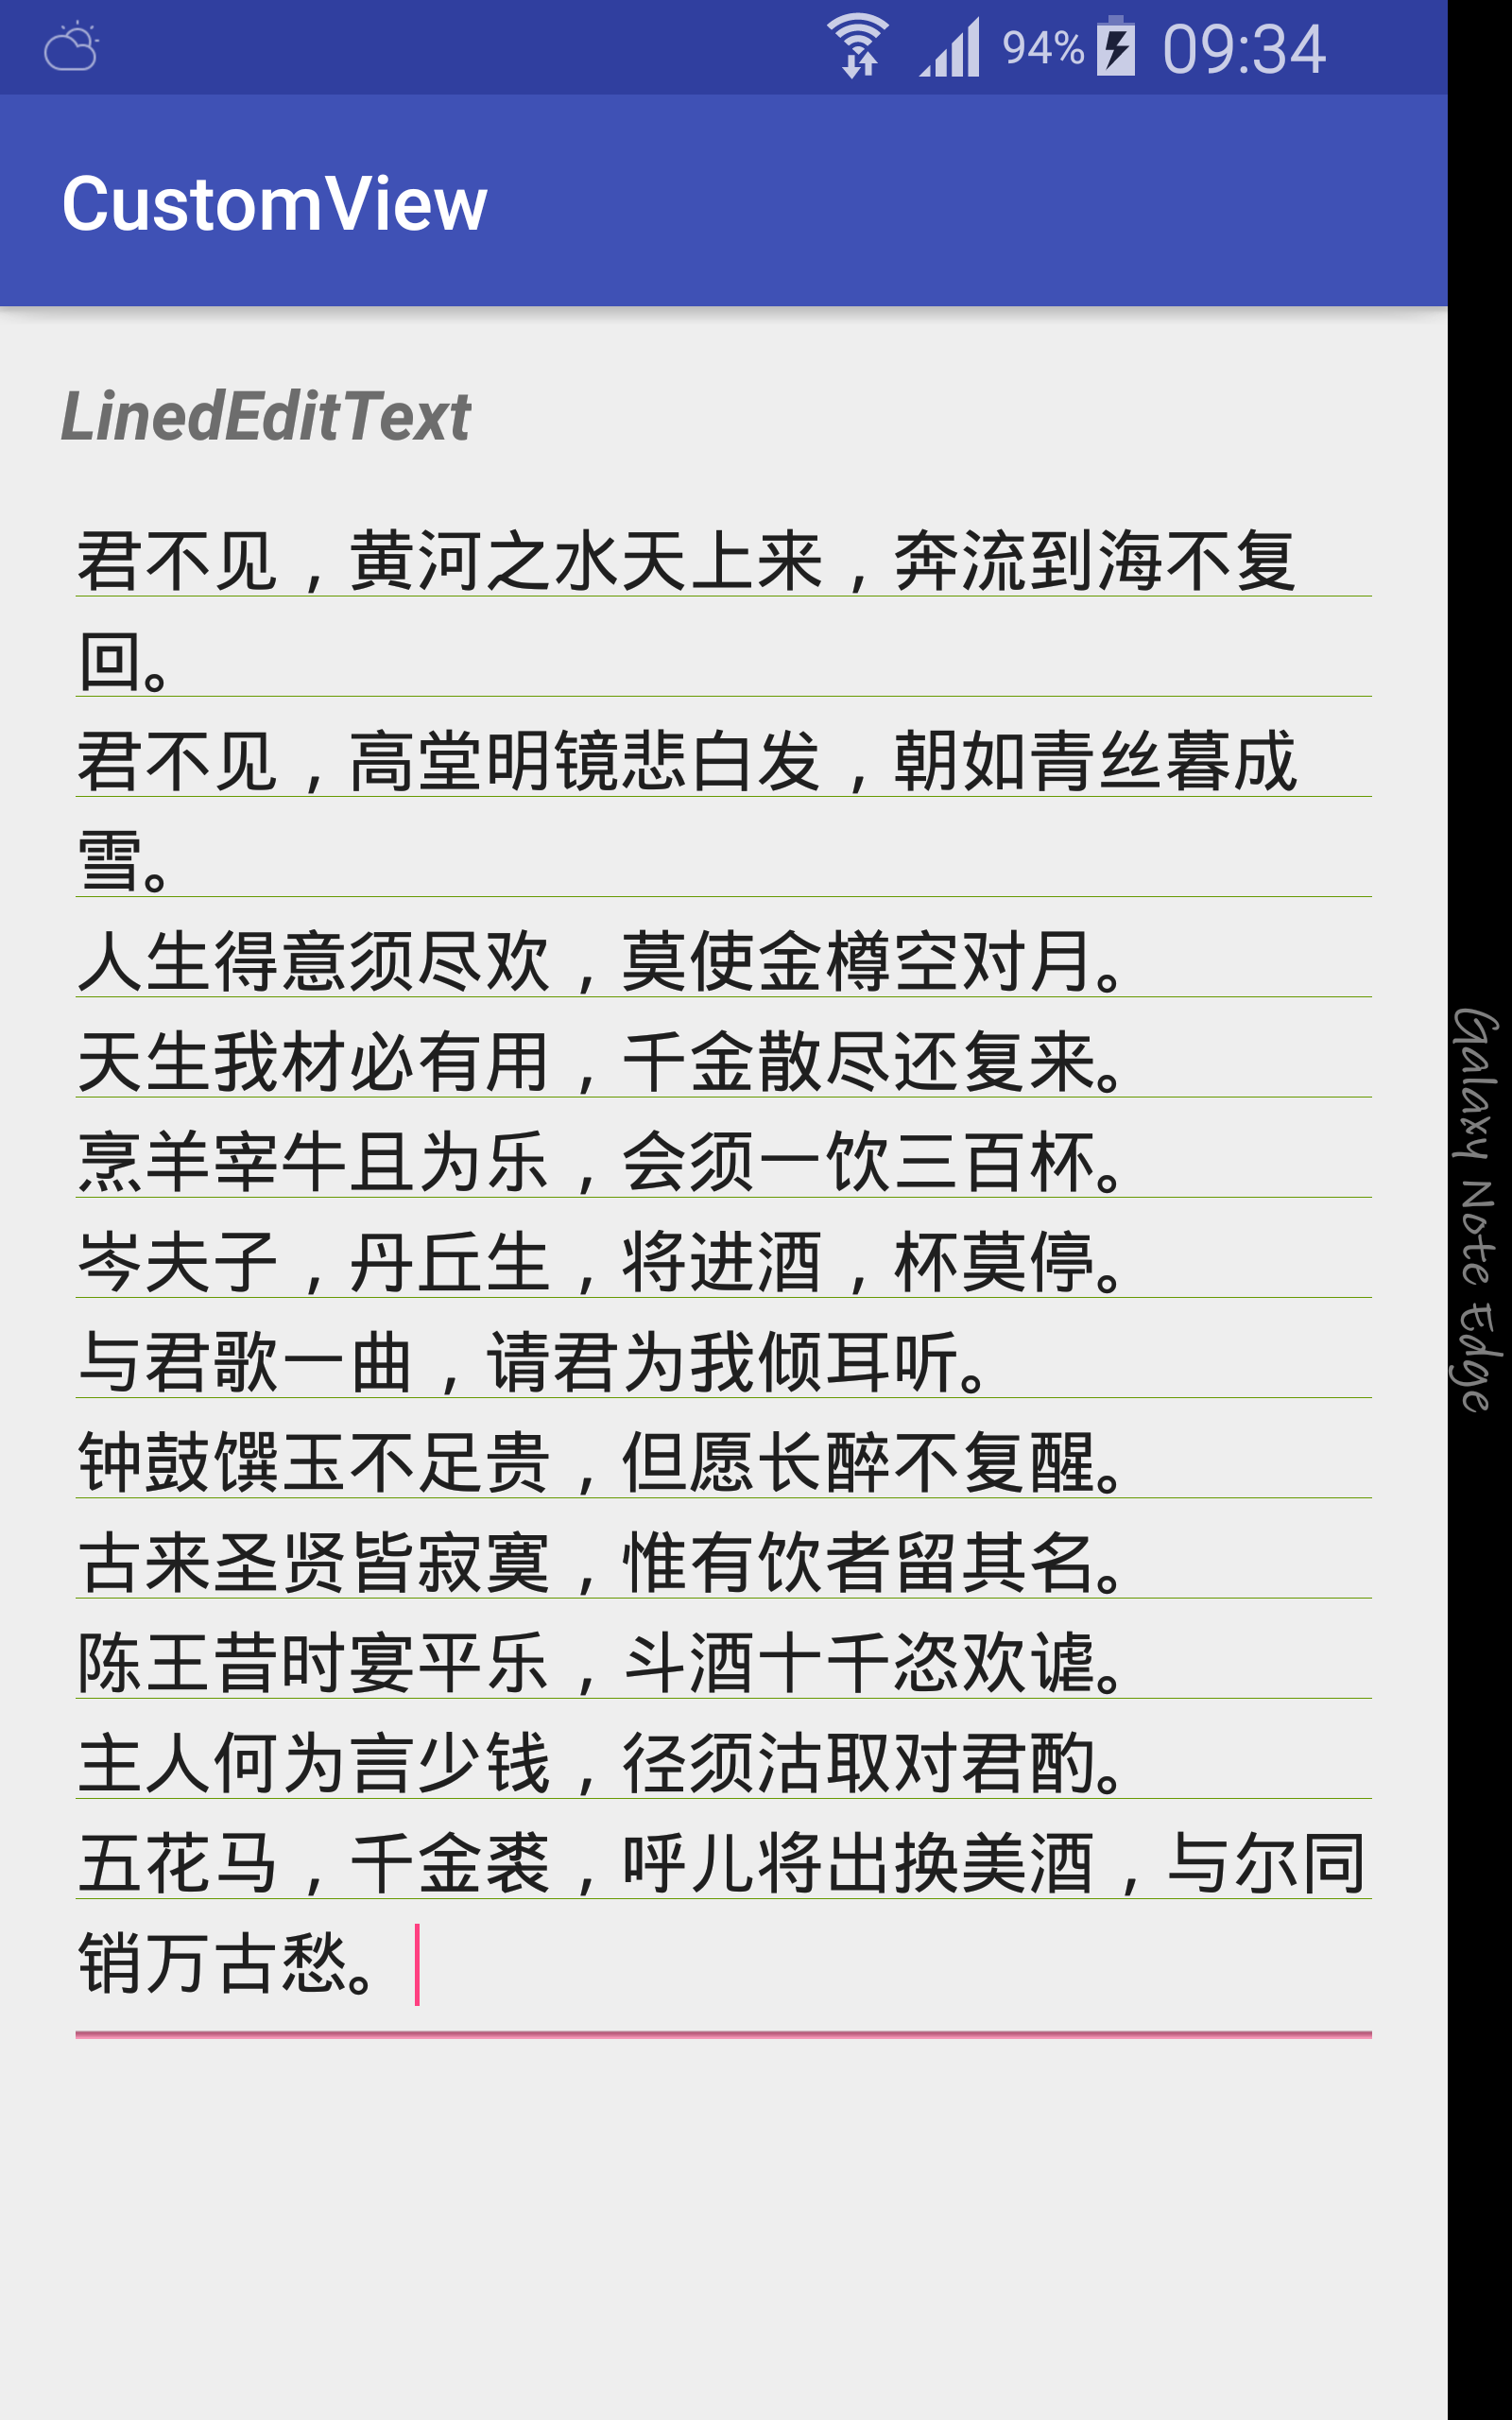 94% 09:34
CustomView
LinedEditText
君不见，黄河之水天上来，奔流到海不复
回。
君不见，高堂明镜悲白发，朝如青丝暮成
雪。
人生得意须尽欢，莫使金樽空对月。
天生我材必有用，千金散尽还复来。
烹羊宰牛且为乐，会须一饮三百杯。
岑夫子，丹丘生，将进酒，杯莫停。
与君歌一曲，请君为我倾耳听。
钟鼓馔玉不足贵，但愿长醉不复醒。
古来圣贤皆寂寞，惟有饮者留其名。
陈王昔时宴平乐，斗酒十千恣欢谑。
主人何为言少钱，径须沽取对君酌。
五花马，千金裘，呼儿将出换美酒，与尔同
销万古愁。
Galaxy Note Edge